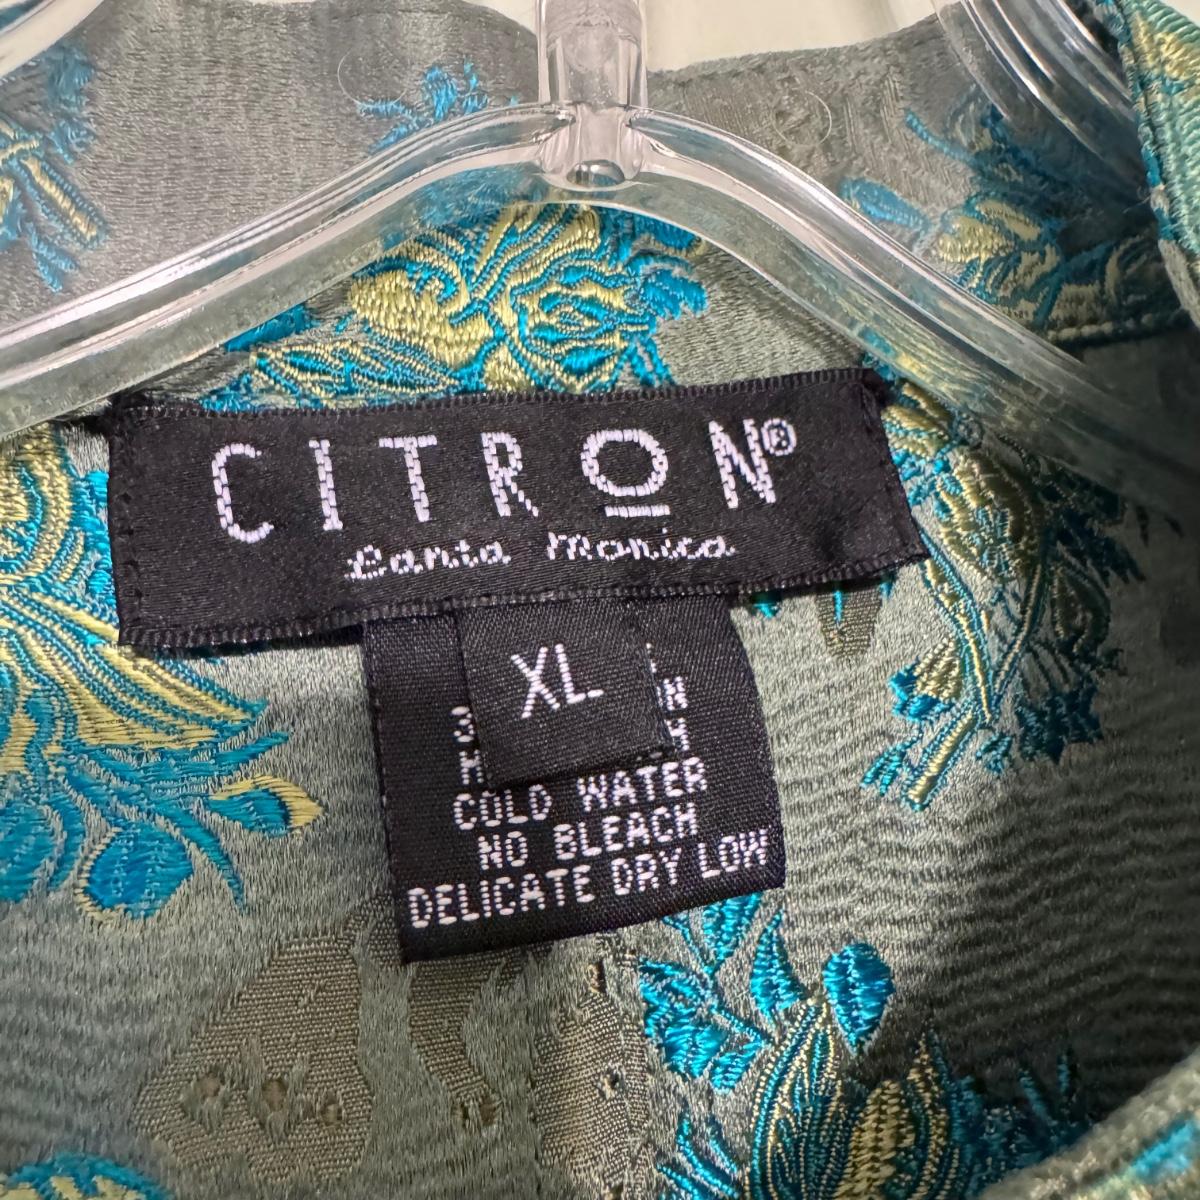 CITRON®
Santa Monica
XL
COLD WATER
NO BLEACH
DELICATE DRY LOW